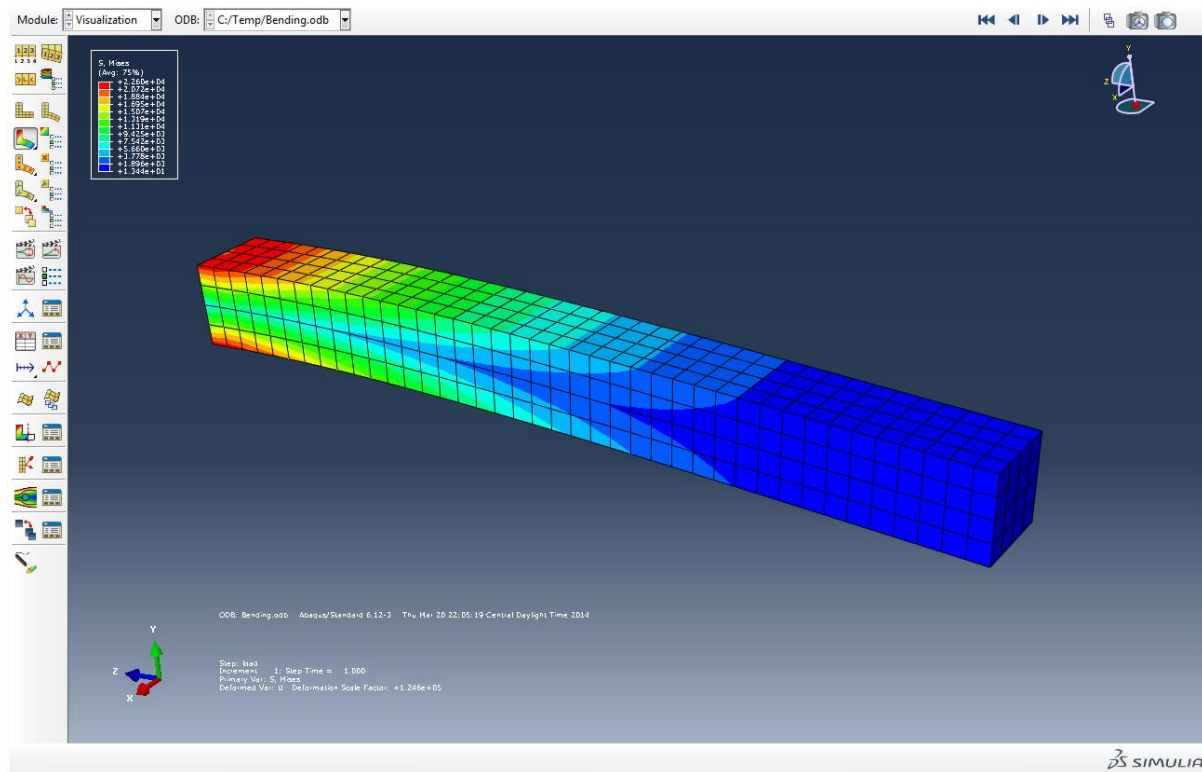 Module: Visualization ODB: C:/Temp/Bending.odb
S, Mises
(Avg: 75%)
+2.260e+04
+2.072e+04
+1.884e+04
+1.695e+04
+1.507e+04
+1.319e+04
+1.131e+04
+9.425e+03
+7.542e+03
+5.660e+03
+3.778e+03
+1.896e+03
+1.344e+01
Y
Z
X
ODB: Bending.odb Abaqus/Standard 6.12-3 Thu Mar 20 22:05:19 Central Daylight Time 2014
Y
Z
X
Step: load
Increment 1: Step Time = 1.000
Primary Var: S, Mises
Deformed Var: U Deformation Scale Factor: +1.246e+05
SIMULIA